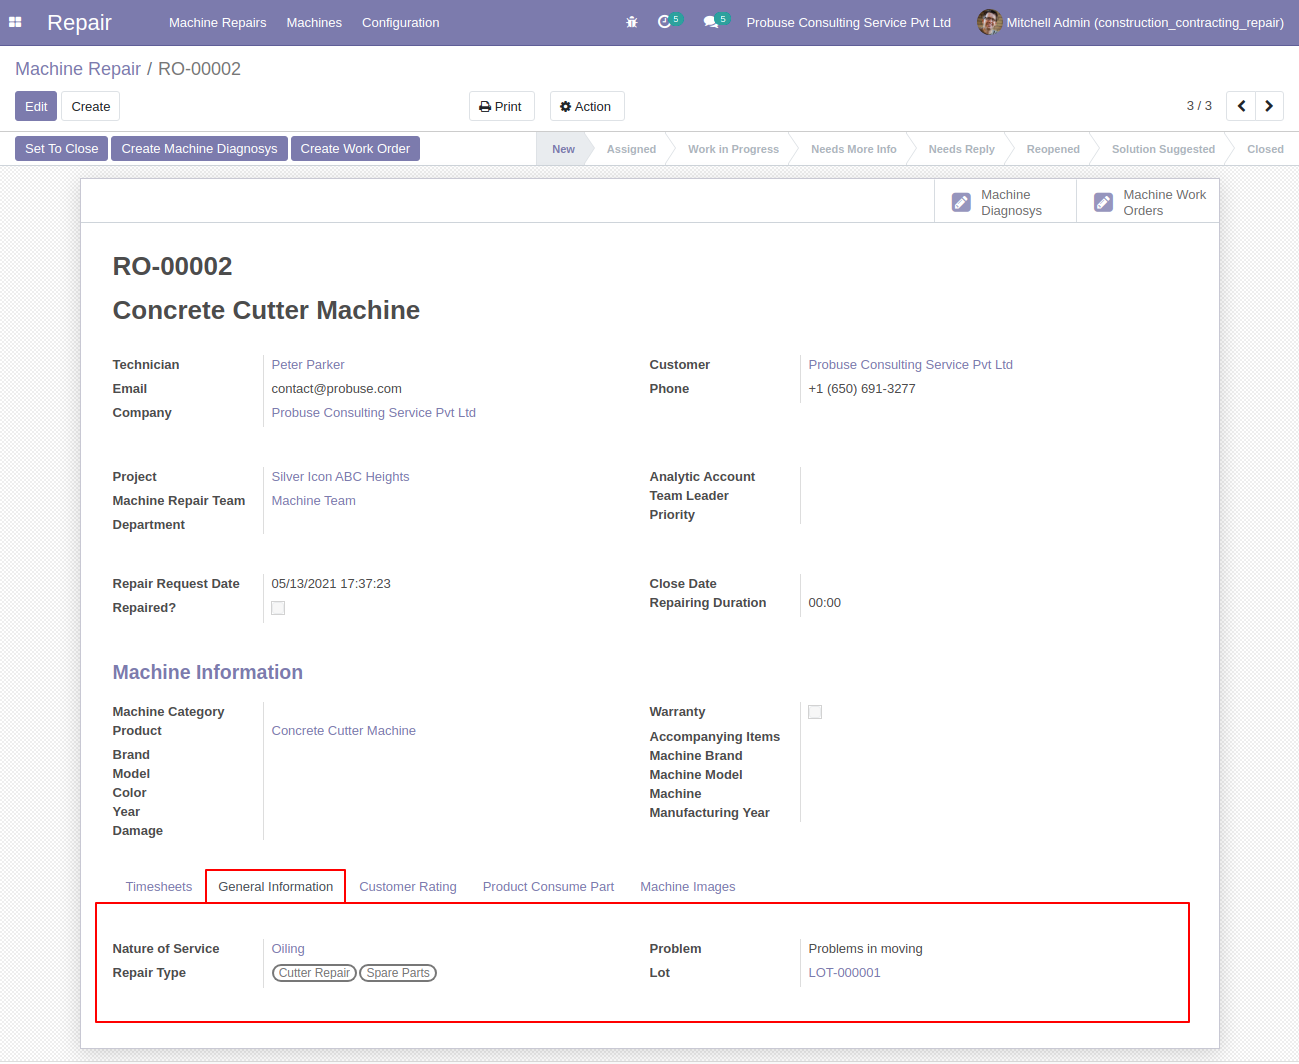 Repair Machine Repairs Machines Configuration 5 5 Probuse Consulting Service Pvt Ltd Mitchell Admin (construction_contracting_repair)
Machine Repair / RO-00002
Edit Create Print Action 3 / 3
Set To Close Create Machine Diagnosys Create Work Order New Assigned Work in Progress Needs More Info Needs Reply Reopened Solution Suggested Closed
Machine
Diagnosys
Machine Work
Orders
RO-00002
Concrete Cutter Machine
Technician Peter Parker
Email contact@probuse.com
Company Probuse Consulting Service Pvt Ltd
Customer Probuse Consulting Service Pvt Ltd
Phone +1 (650) 691-3277
Project Silver Icon ABC Heights
Machine Repair Team Machine Team
Department
Analytic Account
Team Leader
Priority
Repair Request Date 05/13/2021 17:37:23
Repaired?
Close Date
Repairing Duration 00:00
Machine Information
Machine Category
Product Concrete Cutter Machine
Brand
Model
Color
Year
Damage
Warranty
Accompanying Items
Machine Brand
Machine Model
Machine
Manufacturing Year
Timesheets General Information Customer Rating Product Consume Part Machine Images
Nature of Service Oiling
Repair Type Cutter Repair Spare Parts
Problem Problems in moving
Lot LOT-000001